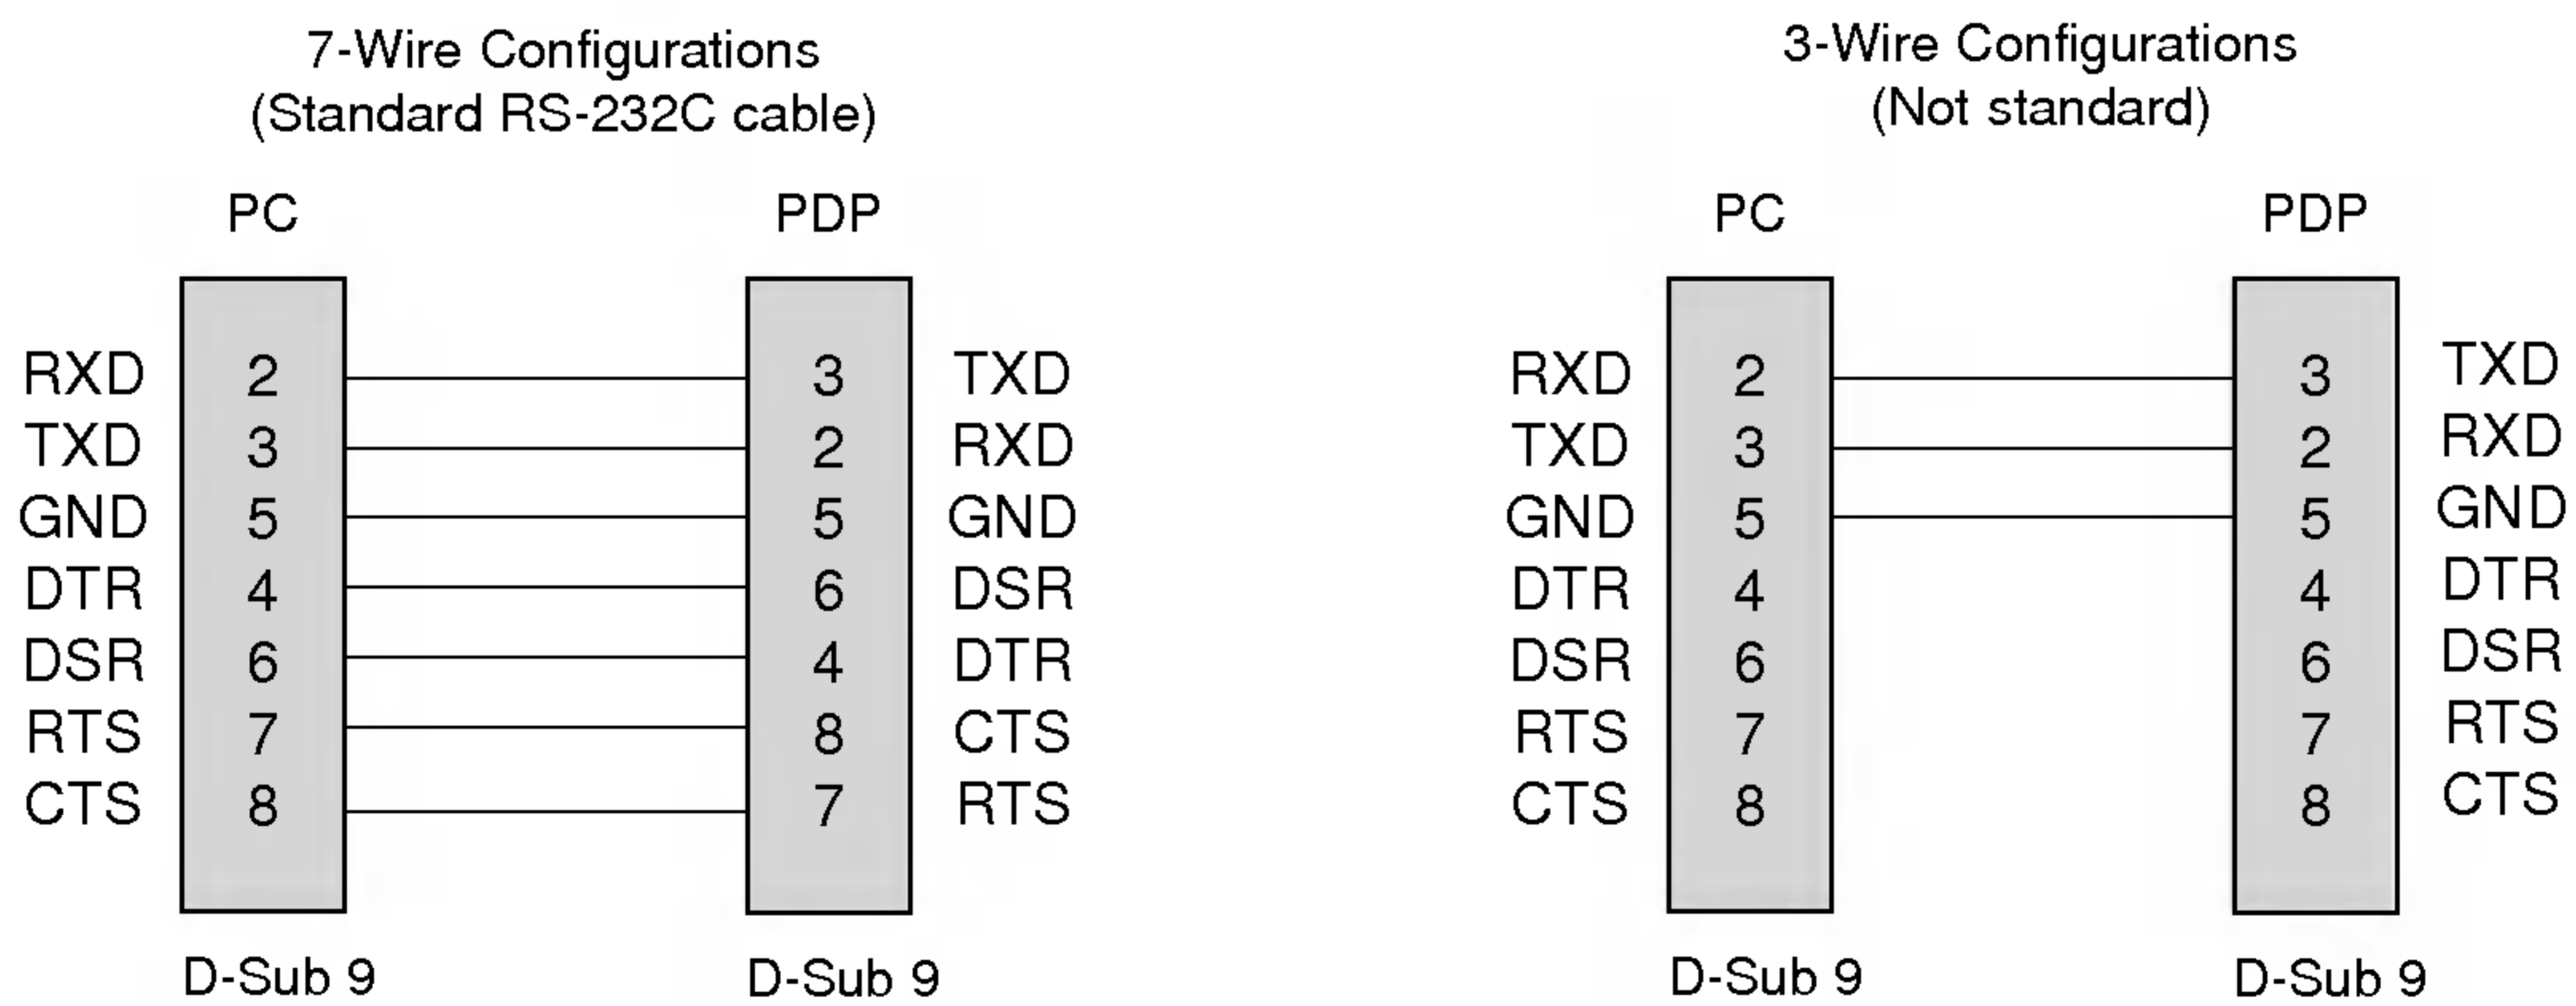 7-Wire Configurations
(Standard RS-232C cable)
PC PDP
RXD 2 3 TXD
TXD 3 2 RXD
GND 5 5 GND
DTR 4 6 DSR
DSR 6 4 DTR
RTS 7 8 CTS
CTS 8 7 RTS
D-Sub 9 D-Sub 9
3-Wire Configurations
(Not standard)
PC PDP
RXD 2 3 TXD
TXD 3 2 RXD
GND 5 5 GND
DTR 4 4 DTR
DSR 6 6 DSR
RTS 7 7 RTS
CTS 8 8 CTS
D-Sub 9 D-Sub 9